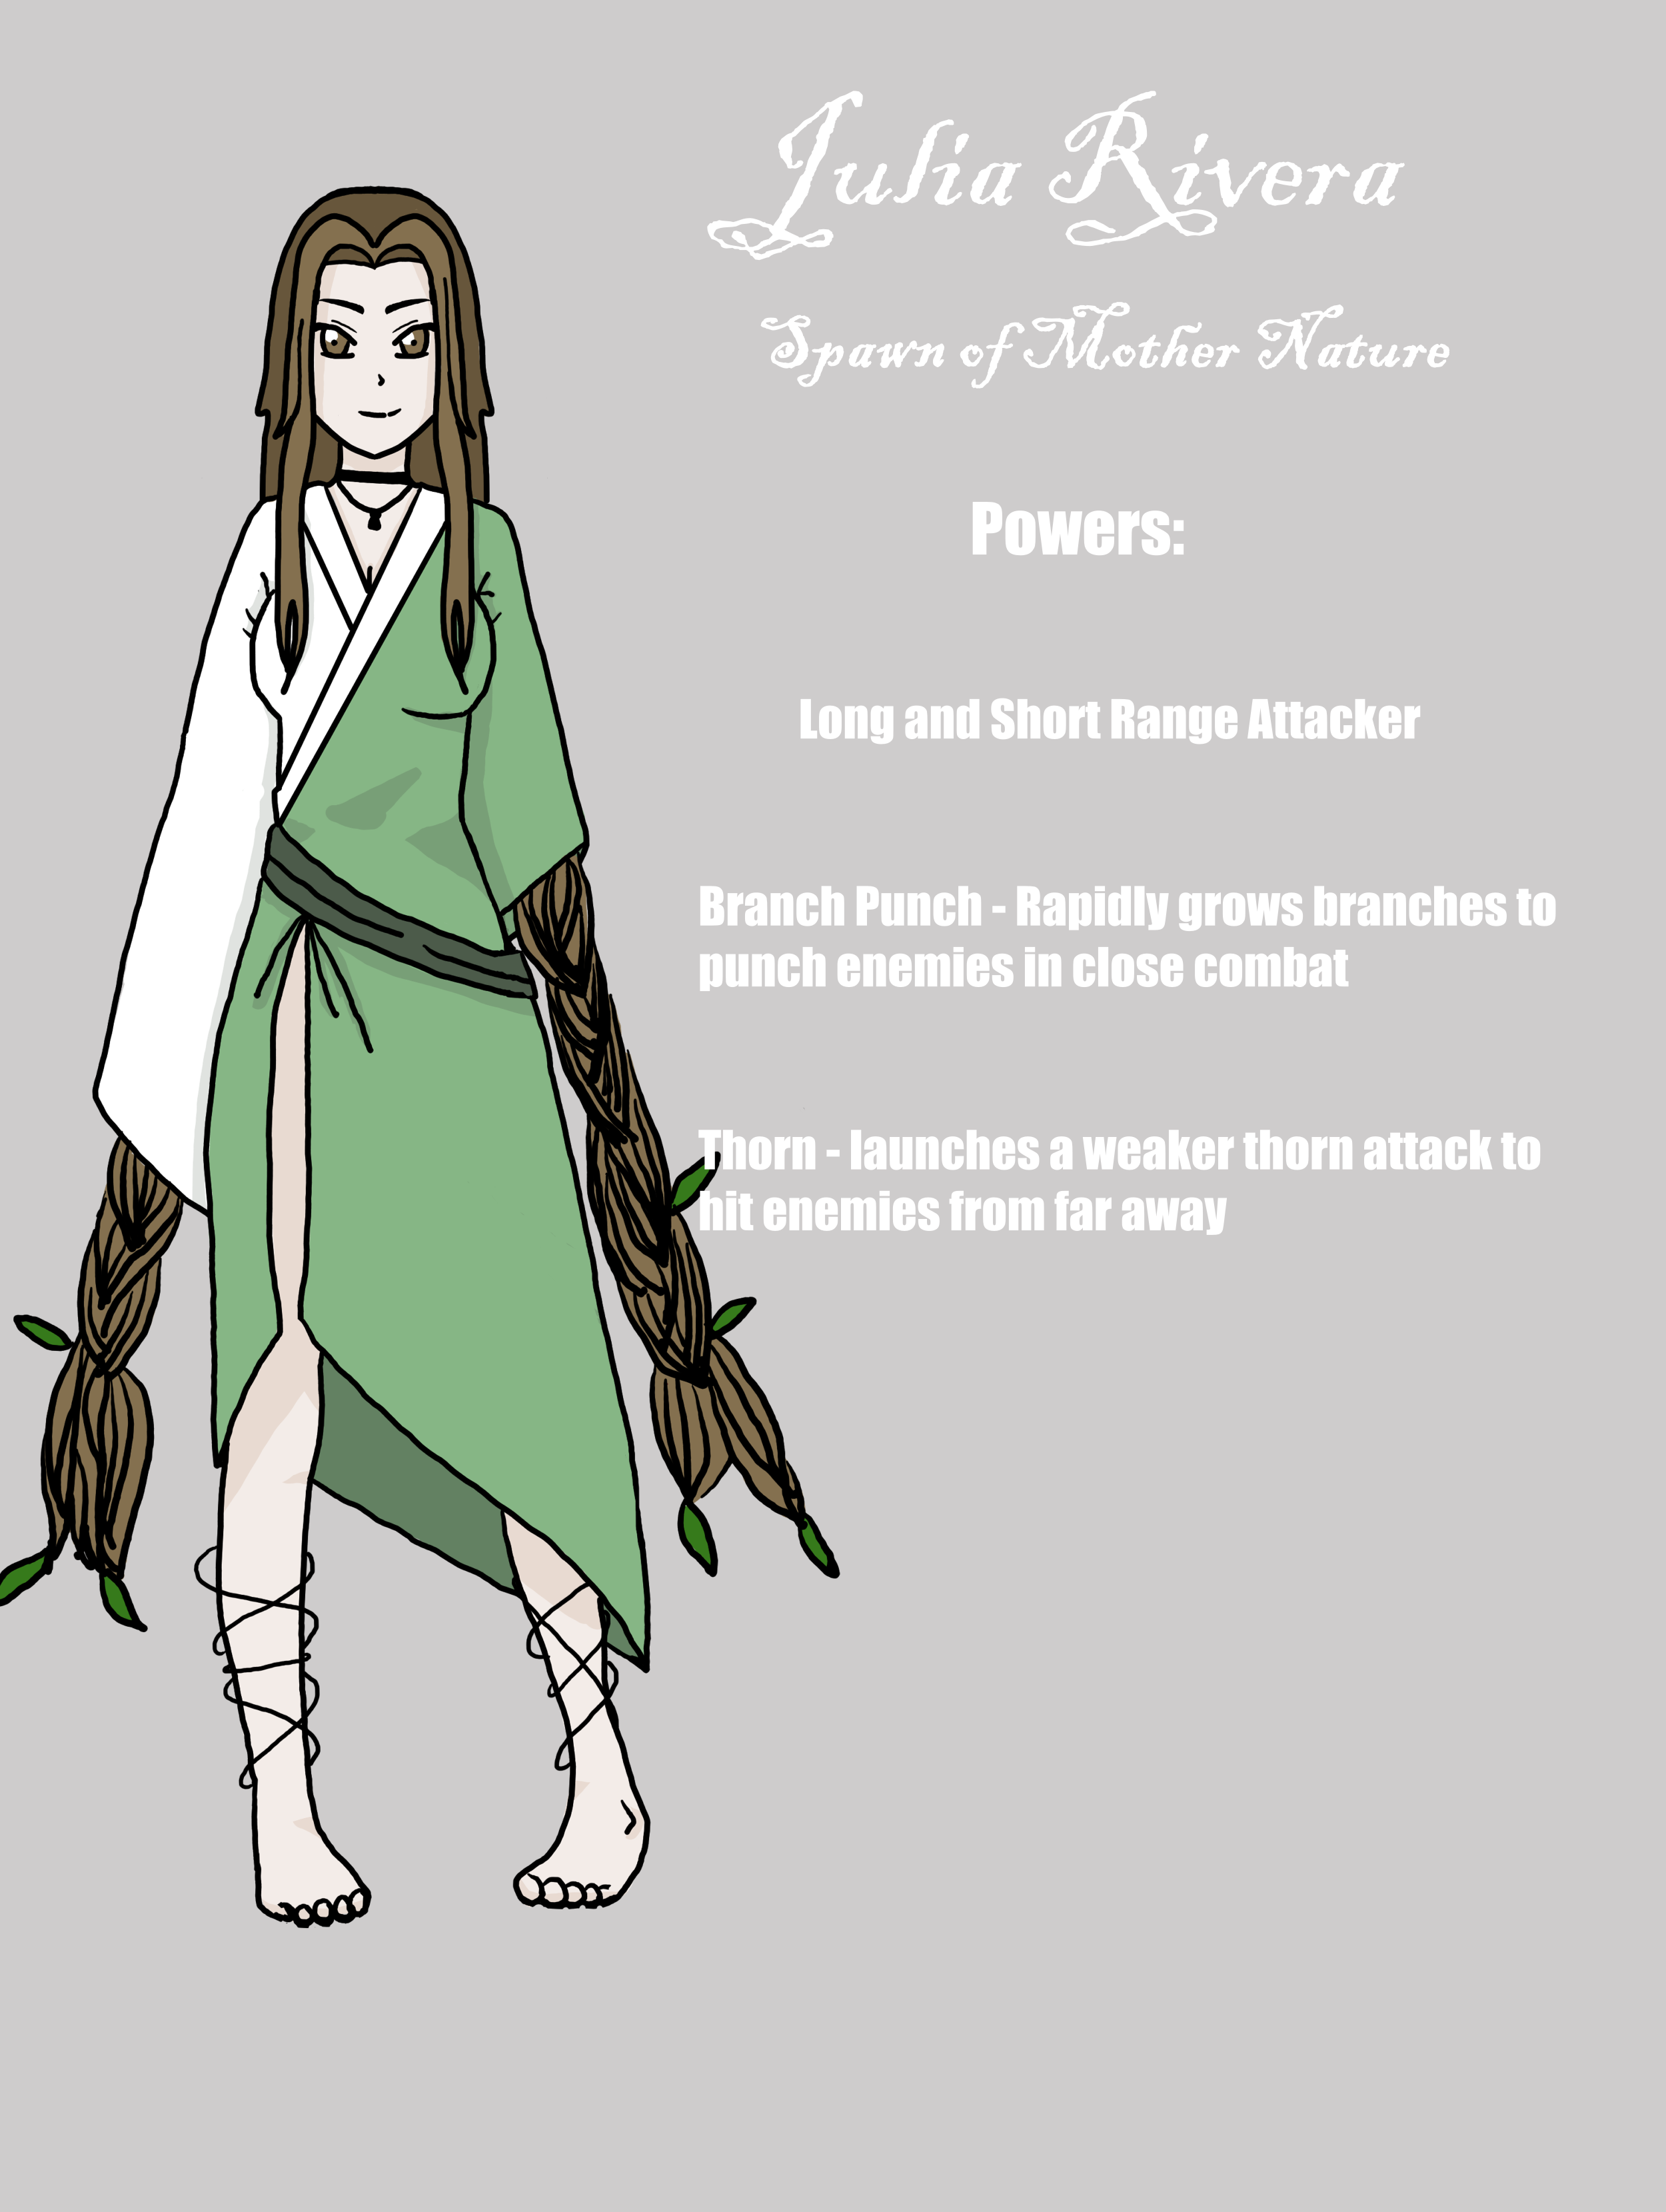 Julia Rivera
Spawn of Mother Nature
Powers:
Long and Short Range Attacker
Branch Punch - Rapidly grows branches to
punch enemies in close combat
Thorn - launches a weaker thorn attack to
hit enemies from far away